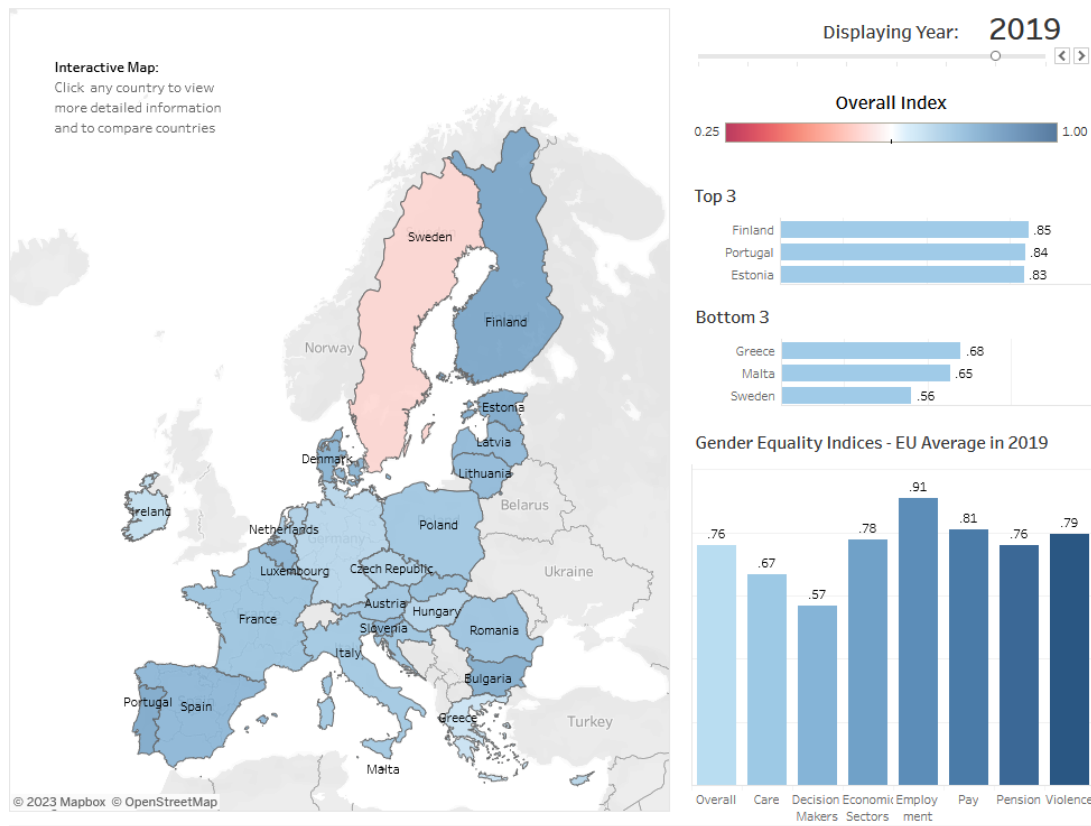 Interactive Map:
Click any country to view
more detailed information
and to compare countries
Sweden
Finland
Norway
Estonia
Latvia
Denmark
Lithuania
Ireland
Belarus
Netherlands
Poland
Germany
Luxembourg
Czech Republic
Ukraine
Austria
Hungary
France
Slovenia
Romania
Italy
Bulgaria
Portugal
Spain
Greece
Turkey
Malta
© 2023 Mapbox © OpenStreetMap
Displaying Year: 2019
Overall Index
0.25
1.00
Top 3
Finland .85
Portugal .84
Estonia .83
Bottom 3
Greece .68
Malta .65
Sweden .56
Gender Equality Indices - EU Average in 2019
.76 .67 .57 .78 .91 .81 .76 .79
Overall Care Decision Economic Employ Pay Pension Violence
Makers Sectors ment